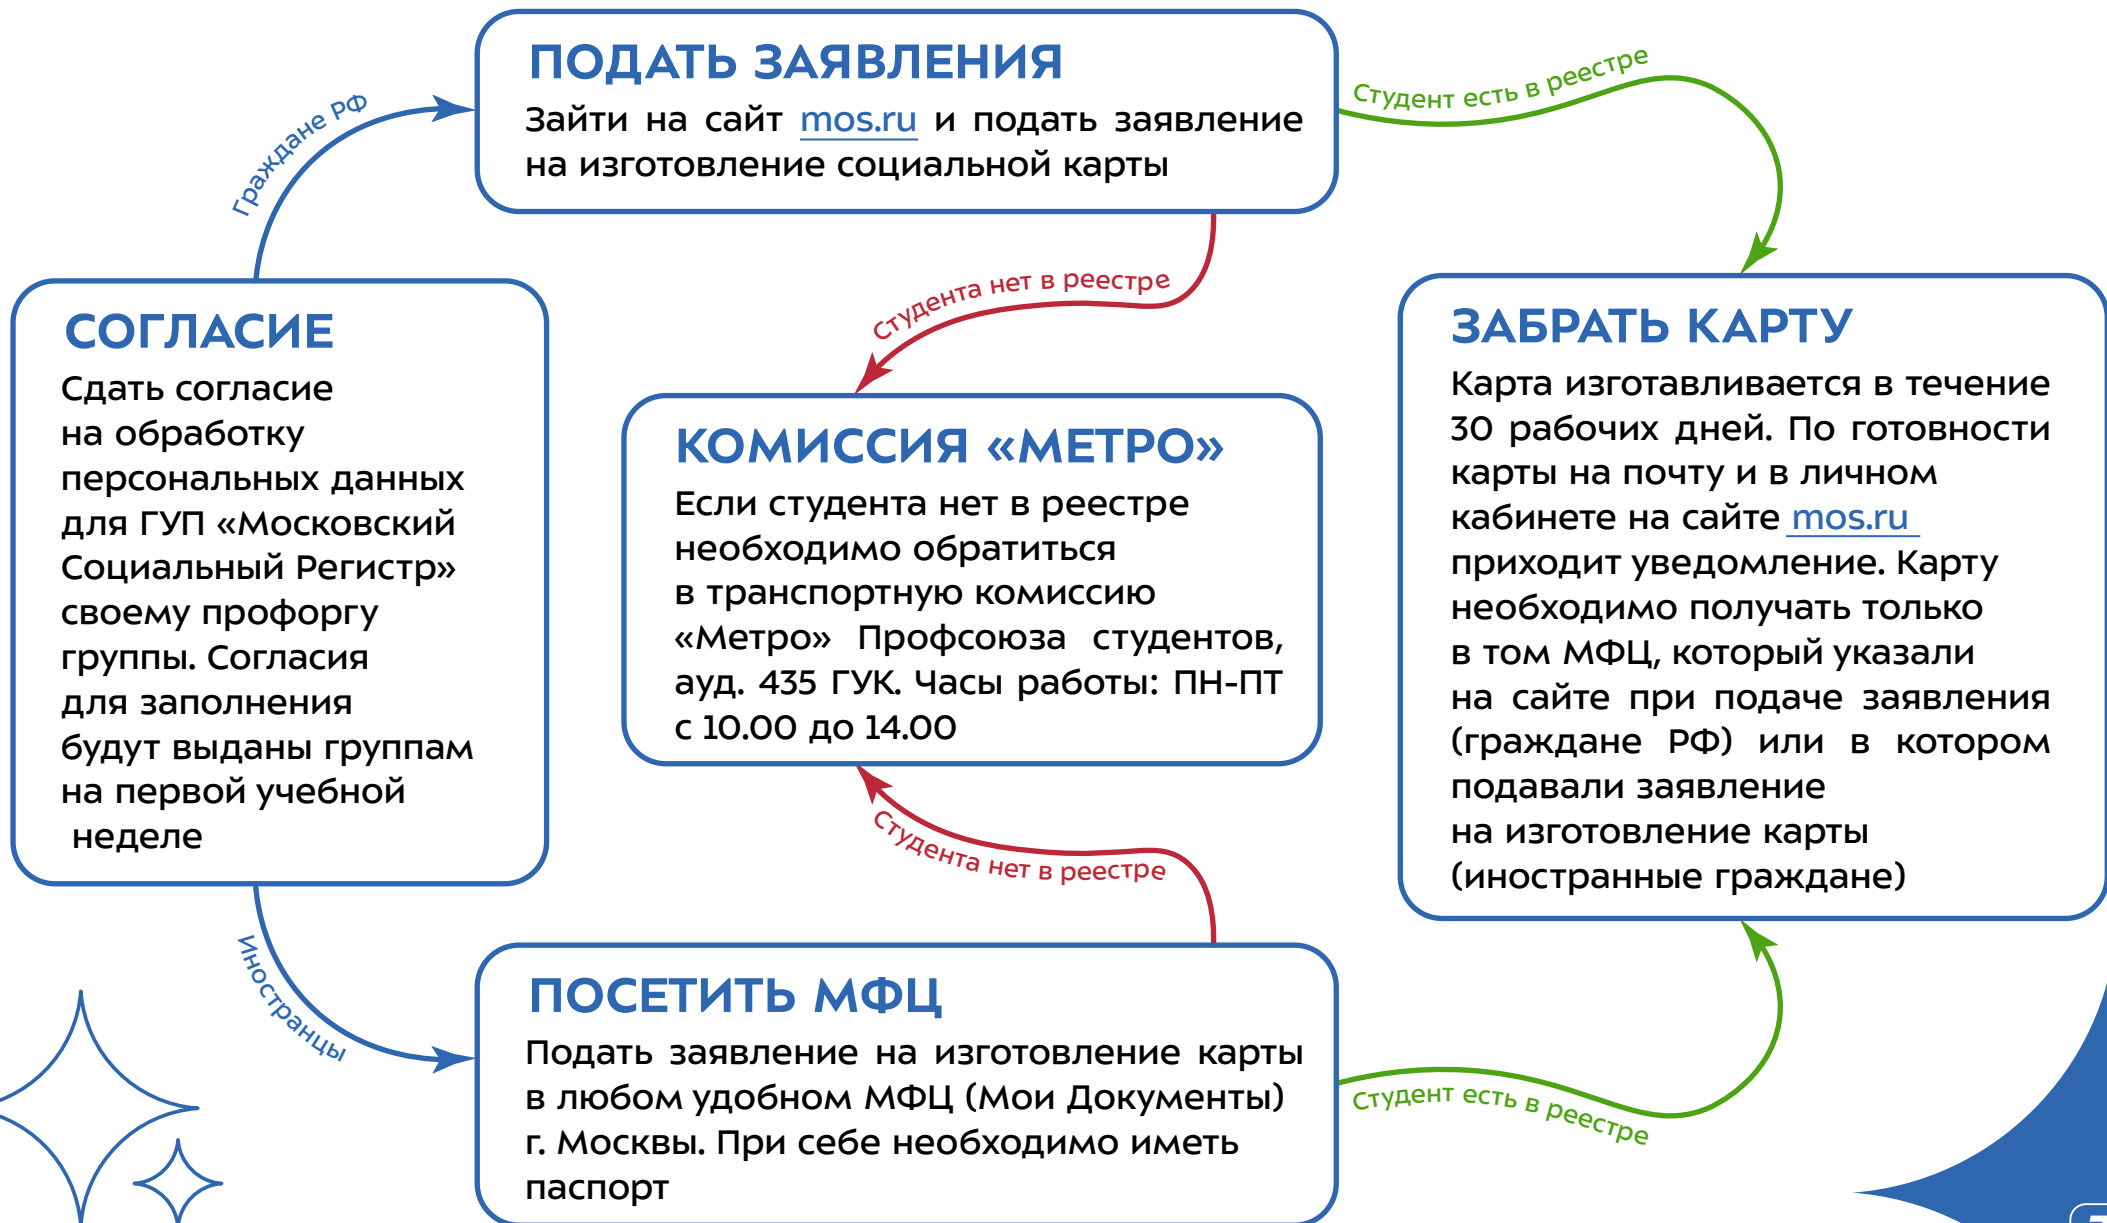 ПОДАТЬ ЗАЯВЛЕНИЯ
Зайти на сайт mos.ru и подать заявление
на изготовление социальной карты
Граждане РФ
Студент есть в реестре
Студента нет в реестре
СОГЛАСИЕ
Сдать согласие
на обработку
персональных данных
для ГУП «Московский
Социальный Регистр»
своему профоргу
группы. Согласия
для заполнения
будут выданы группам
на первой учебной
неделе
КОМИССИЯ «МЕТРО»
Если студента нет в реестре
необходимо обратиться
в транспортную комиссию
«Метро» Профсоюза студентов,
ауд. 435 ГУК. Часы работы: ПН-ПТ
с 10.00 до 14.00
ЗАБРАТЬ КАРТУ
Карта изготавливается в течение
30 рабочих дней. По готовности
карты на почту и в личном
кабинете на сайте mos.ru
приходит уведомление. Карту
необходимо получать только
в том МФЦ, который указали
на сайте при подаче заявления
(граждане РФ) или в котором
подавали заявление
на изготовление карты
(иностранные граждане)
Студента нет в реестре
Иностранцы
ПОСЕТИТЬ МФЦ
Подать заявление на изготовление карты
в любом удобном МФЦ (Мои Документы)
г. Москвы. При себе необходимо иметь
паспорт
Студент есть в реестре